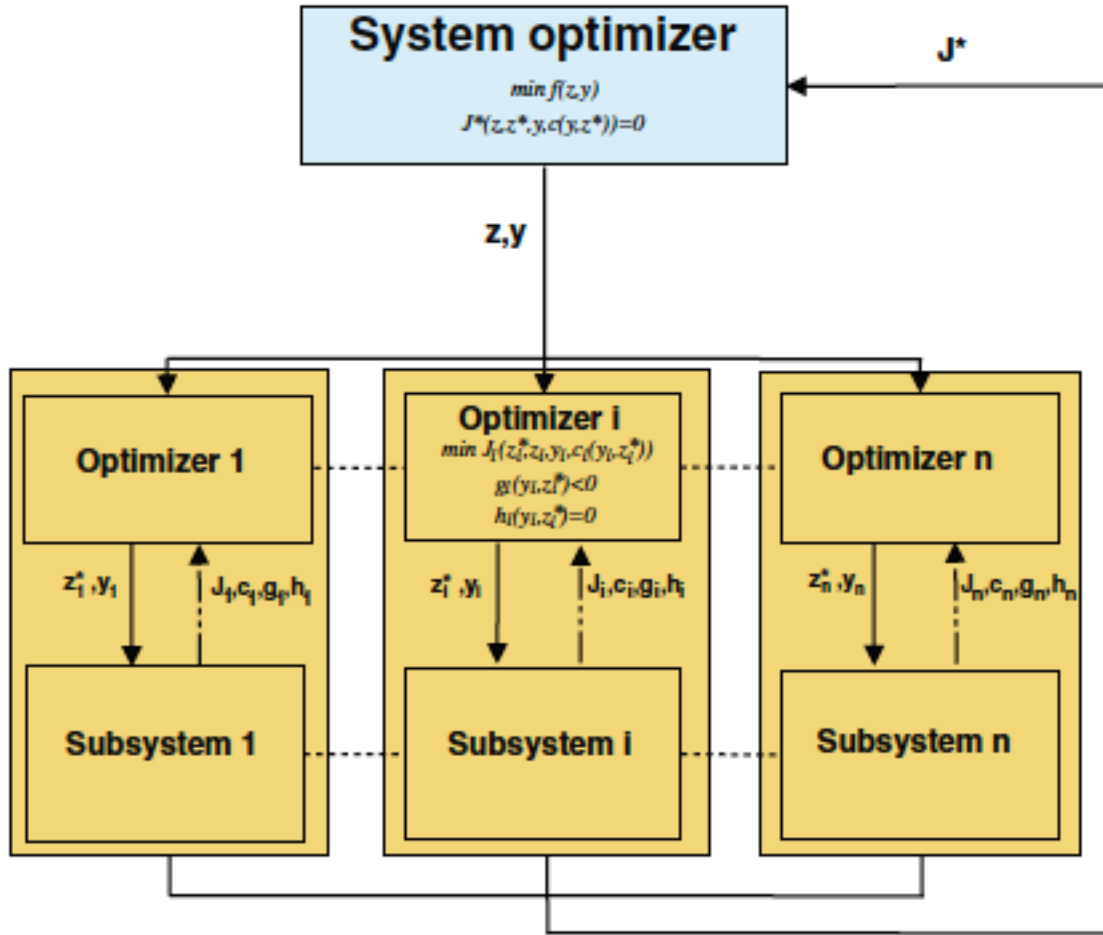 System optimizer
min f(z,y)
J*(z,z*,y,c(y,z*))=0
J*
z,y
Optimizer 1
Optimizer i
min Ji(zi*,zi,yi,ci(yi,zi*))
gi(yi,zi*)<0
hi(yi,zi*)=0
Optimizer n
z1*,y1
J1,c1,g1,h1
zi*,yi
Ji,ci,gi,hi
zn*,yn
Jn,cn,gn,hn
Subsystem 1
Subsystem i
Subsystem n